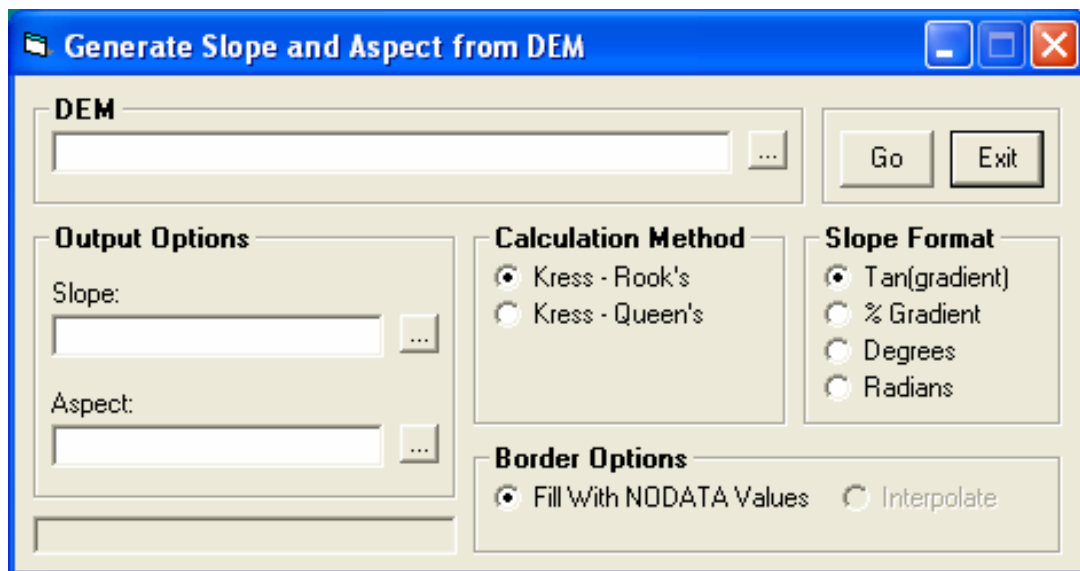 Generate Slope and Aspect from DEM
DEM
...
Go
Exit
Output Options
Slope:
...
Aspect:
...
Calculation Method
Kress - Rook's
Kress - Queen's
Slope Format
Tan(gradient)
% Gradient
Degrees
Radians
Border Options
Fill With NODATA Values
Interpolate